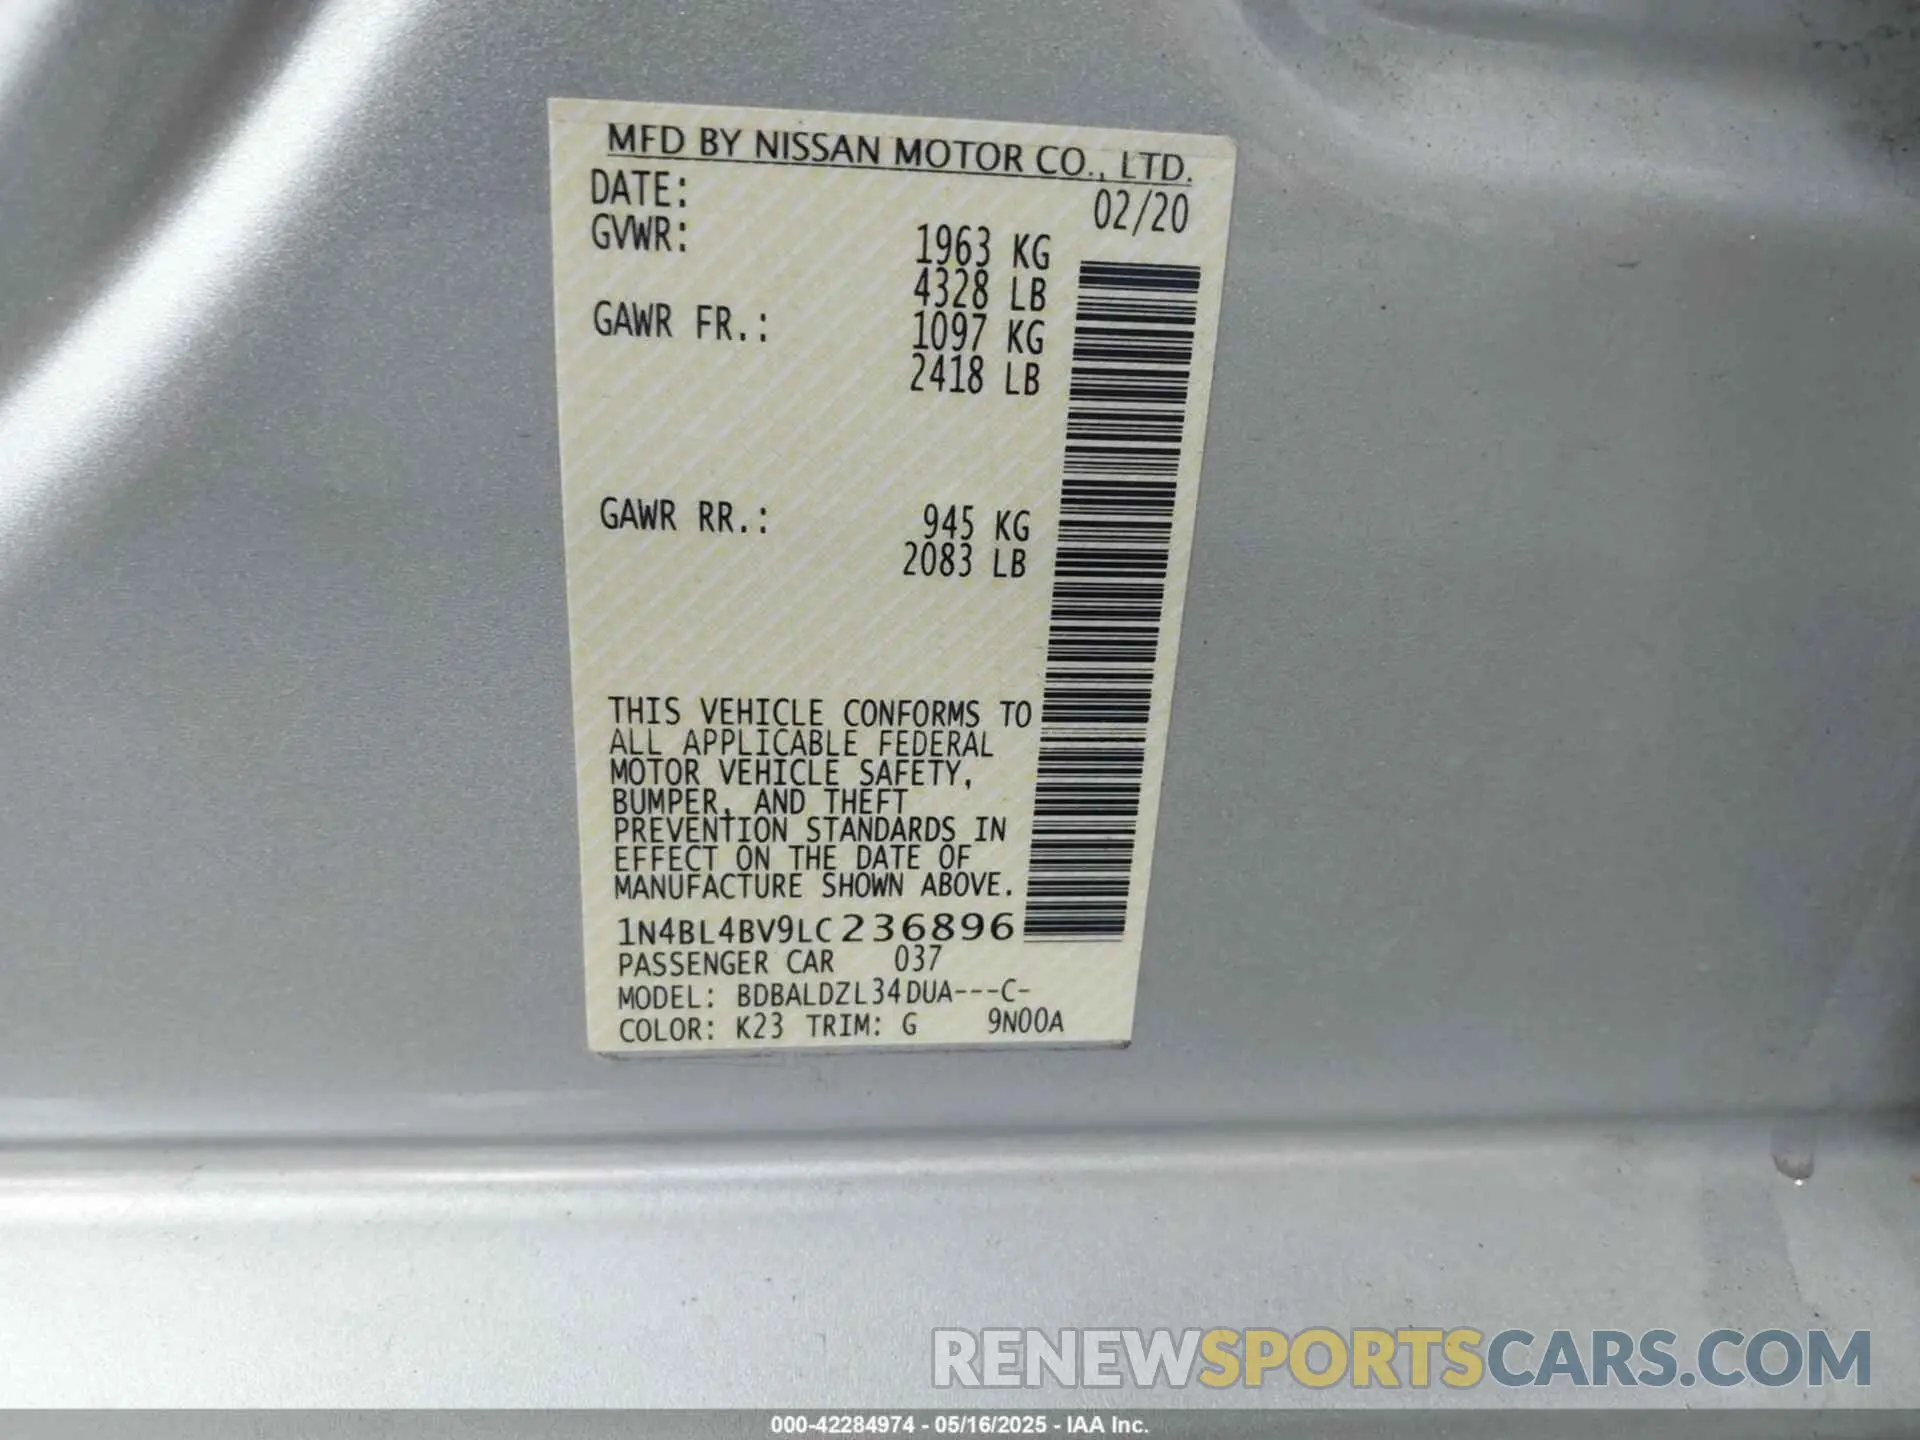 MFD BY NISSAN MOTOR CO., LTD.
DATE: 02/20
GVWR: 1963 KG
4328 LB
GAWR FR.: 1097 KG
2418 LB
GAWR RR.: 945 KG
2083 LB
THIS VEHICLE CONFORMS TO
ALL APPLICABLE FEDERAL
MOTOR VEHICLE SAFETY,
BUMPER, AND THEFT
PREVENTION STANDARDS IN
EFFECT ON THE DATE OF
MANUFACTURE SHOWN ABOVE.
1N4BL4BV9LC236896
PASSENGER CAR 037
MODEL: BDBALDZL34DUA---C-
COLOR: K23 TRIM: G 9N00A
RENEWSPORTSCARS.COM
000-42284974 - 05/16/2025 - IAA Inc.